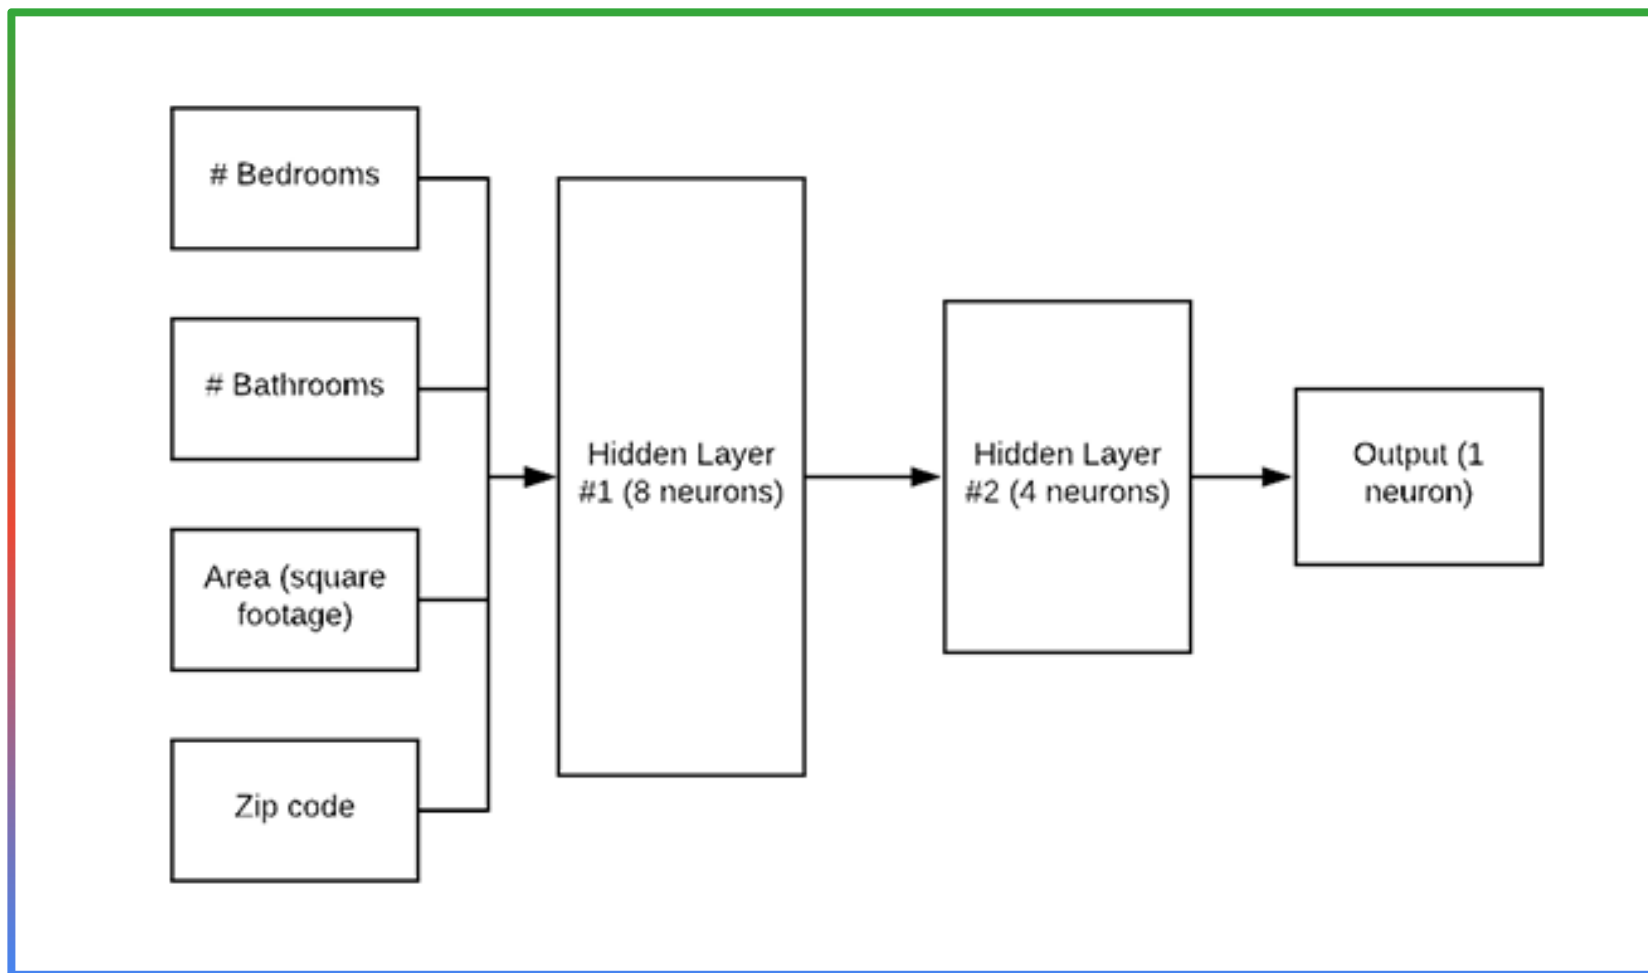 # Bedrooms
# Bathrooms
Area (square
footage)
Zip code
Hidden Layer
#1 (8 neurons)
Hidden Layer
#2 (4 neurons)
Output (1
neuron)